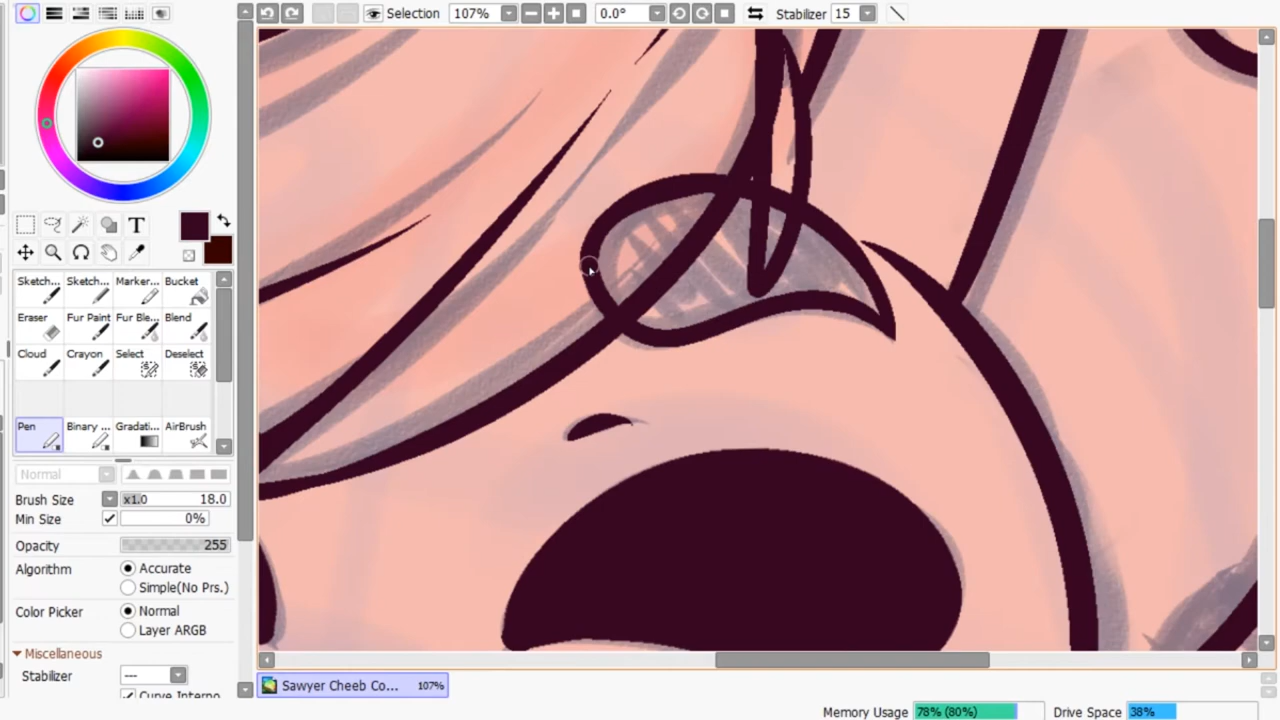 Selection 107% 0.0° Stabilizer 15
T
Sketch... Sketch... Marker... Bucket
Eraser Fur Paint Fur Ble... Blend
Cloud Crayon Select Deselect
Pen Binary ... Gradati... AirBrush
Normal
Brush Size x1.0 18.0
Min Size 0%
Opacity 255
Algorithm Accurate
Simple(No Prs.)
Color Picker Normal
Layer ARGB
Miscellaneous
Stabilizer ---
Curve Interpo
Sawyer Cheeb Co... 107%
Memory Usage 78% (80%) Drive Space 38%